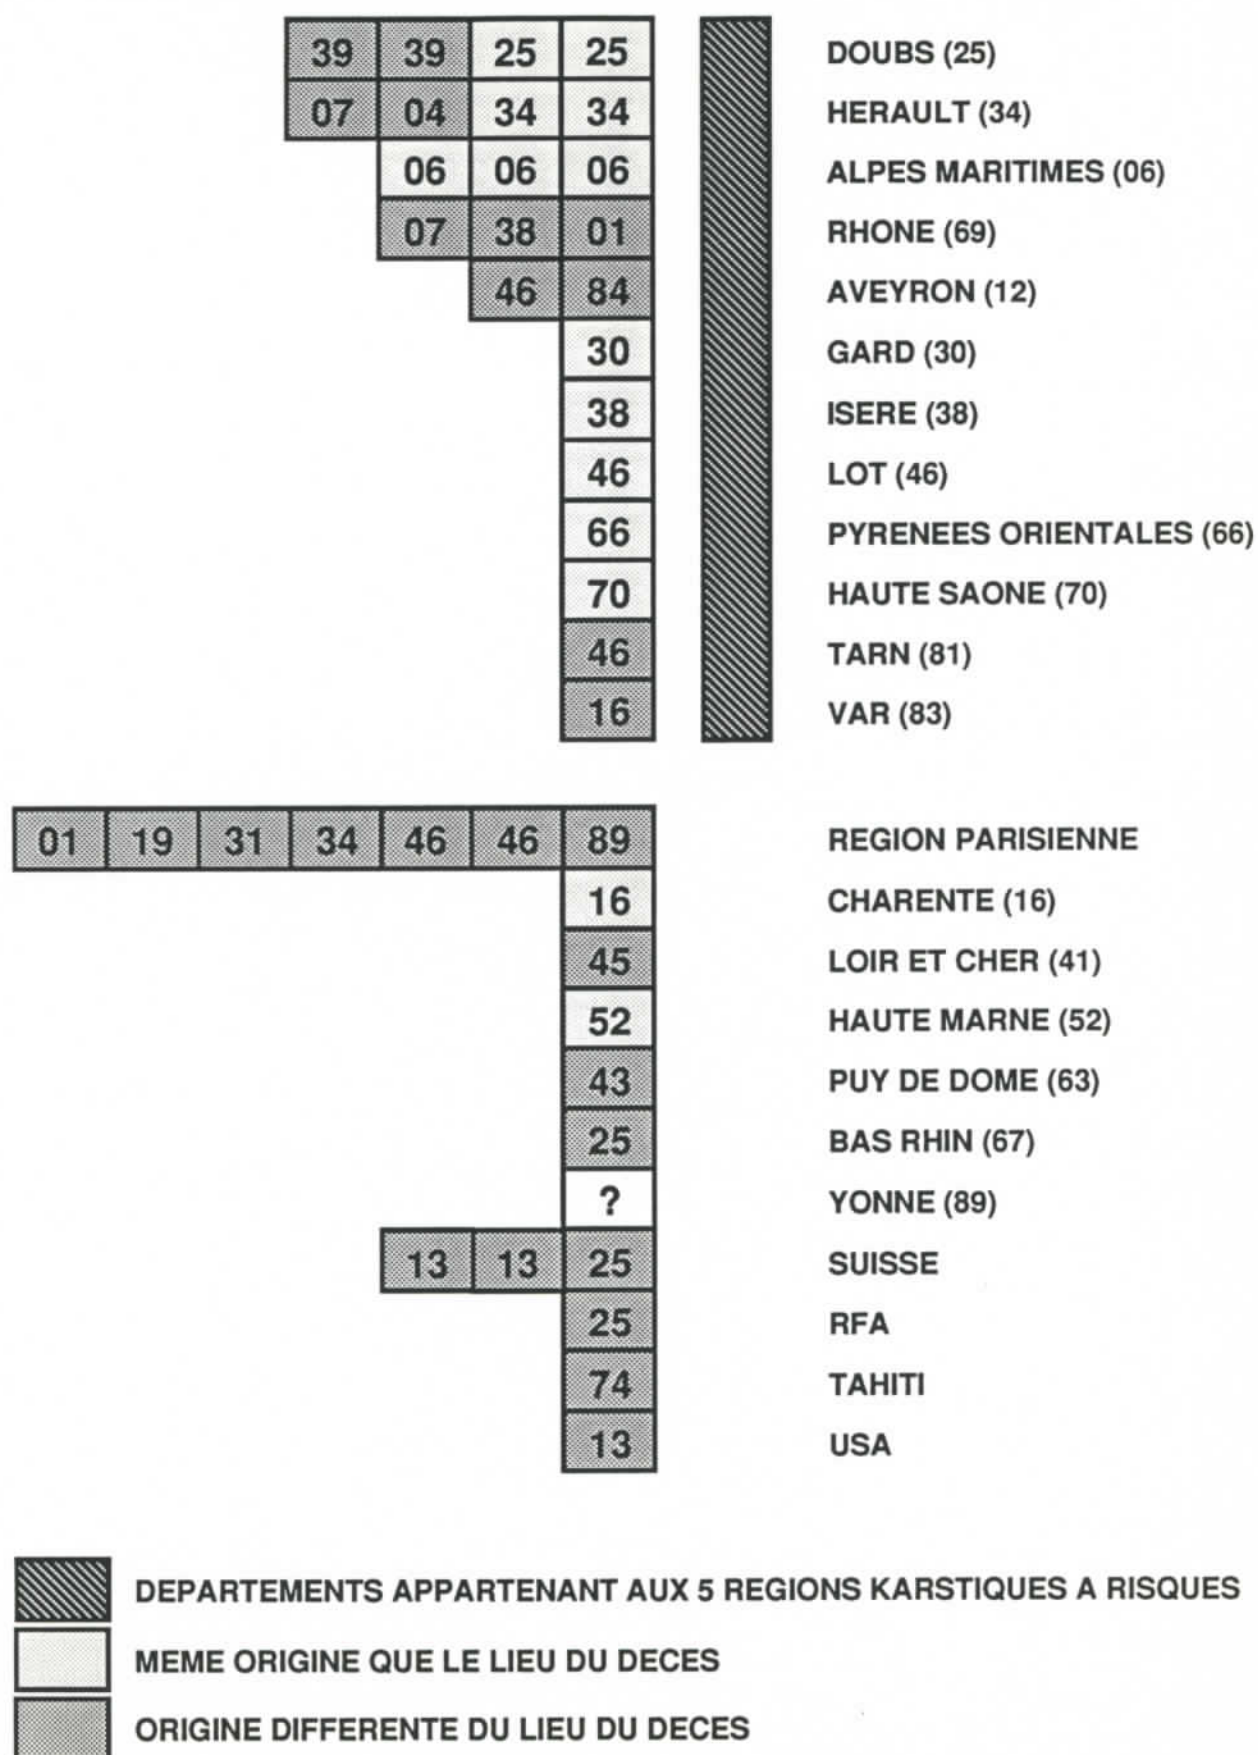 39 39 25 25 DOUBS (25)
07 04 34 34 HERAULT (34)
06 06 06 ALPES MARITIMES (06)
07 38 01 RHONE (69)
46 84 AVEYRON (12)
30 GARD (30)
38 ISERE (38)
46 LOT (46)
66 PYRENEES ORIENTALES (66)
70 HAUTE SAONE (70)
46 TARN (81)
16 VAR (83)
01 19 31 34 46 46 89 REGION PARISIENNE
16 CHARENTE (16)
45 LOIR ET CHER (41)
52 HAUTE MARNE (52)
43 PUY DE DOME (63)
25 BAS RHIN (67)
? YONNE (89)
13 13 25 SUISSE
25 RFA
74 TAHITI
13 USA
DEPARTEMENTS APPARTENANT AUX 5 REGIONS KARSTIQUES A RISQUES
MEME ORIGINE QUE LE LIEU DU DECES
ORIGINE DIFFERENTE DU LIEU DU DECES